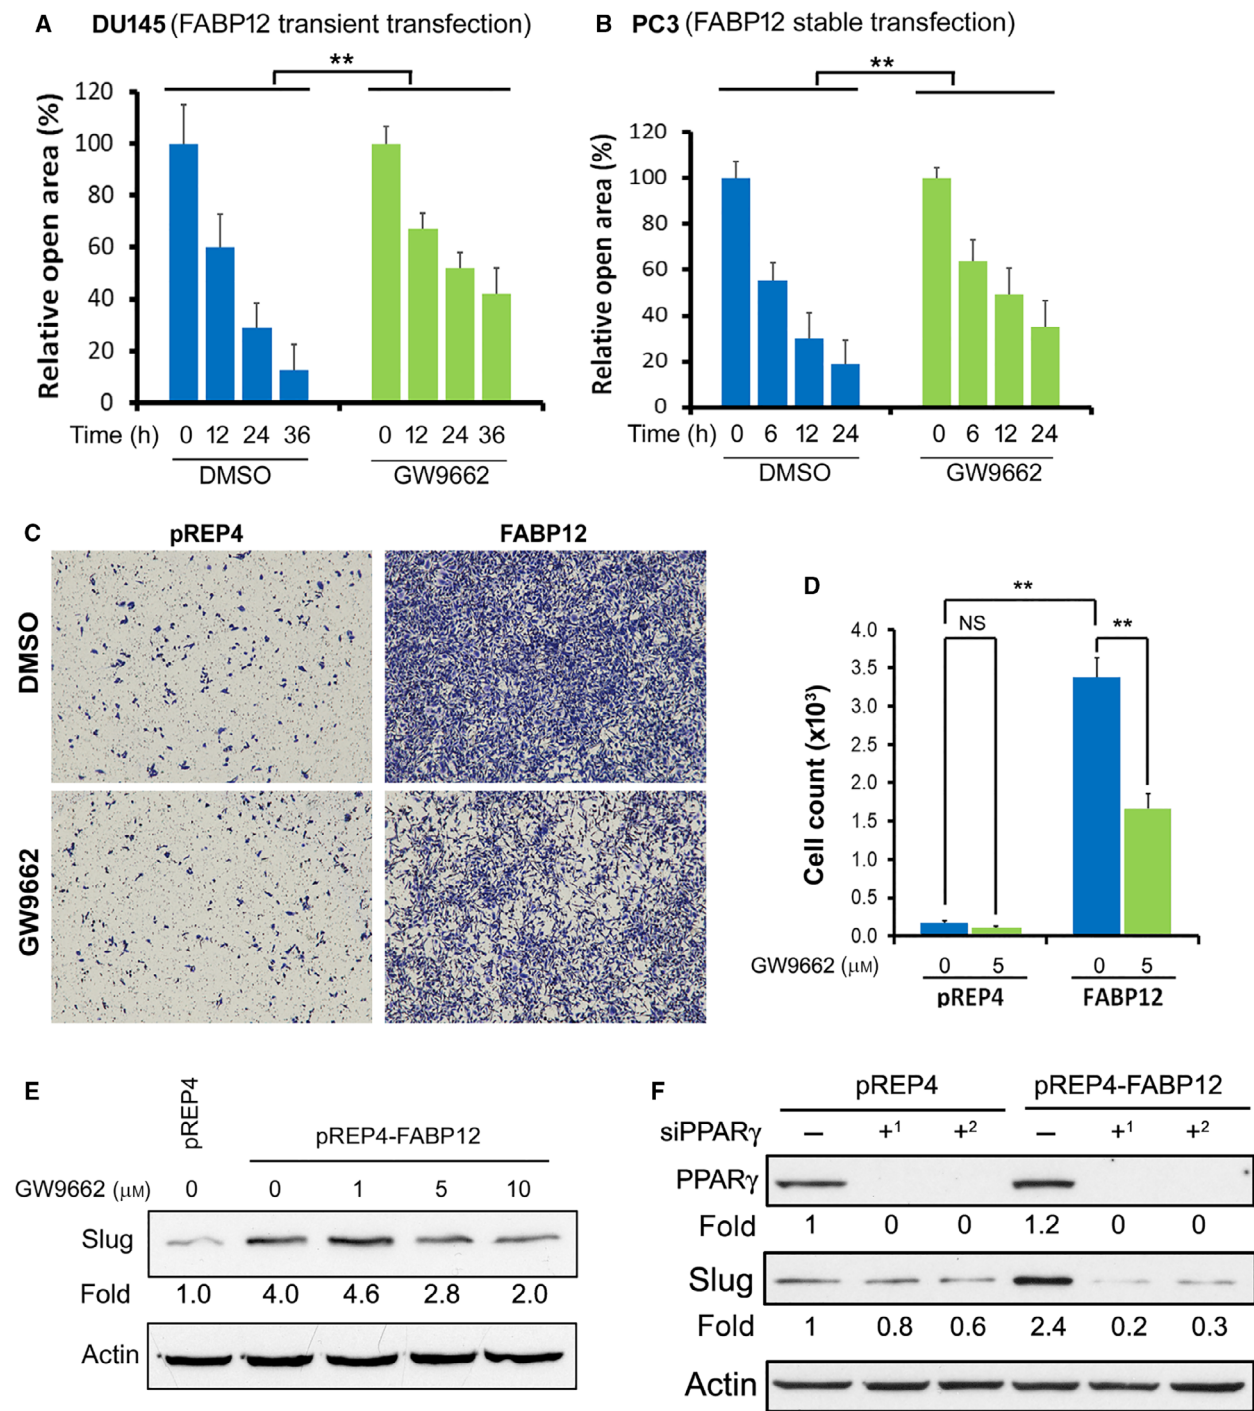 A DU145 (FABP12 transient transfection)
**
Relative open area (%)
120
100
80
60
40
20
0
Time (h) 0 12 24 36 0 12 24 36
DMSO GW9662
B PC3 (FABP12 stable transfection)
**
Relative open area (%)
120
100
80
60
40
20
0
Time (h) 0 6 12 24 0 6 12 24
DMSO GW9662
C
pREP4 FABP12
DMSO
GW9662
D
**
NS **
Cell count (x10³)
4.0
3.5
3.0
2.5
2.0
1.5
1.0
0.5
0.0
GW9662 (μM) 0 5 0 5
pREP4 FABP12
E
pREP4
pREP4-FABP12
GW9662 (μM) 0 0 1 5 10
Slug
Fold 1.0 4.0 4.6 2.8 2.0
Actin
F
pREP4 pREP4-FABP12
siPPARγ – +¹ +² – +¹ +²
PPARγ
Fold 1 0 0 1.2 0 0
Slug
Fold 1 0.8 0.6 2.4 0.2 0.3
Actin